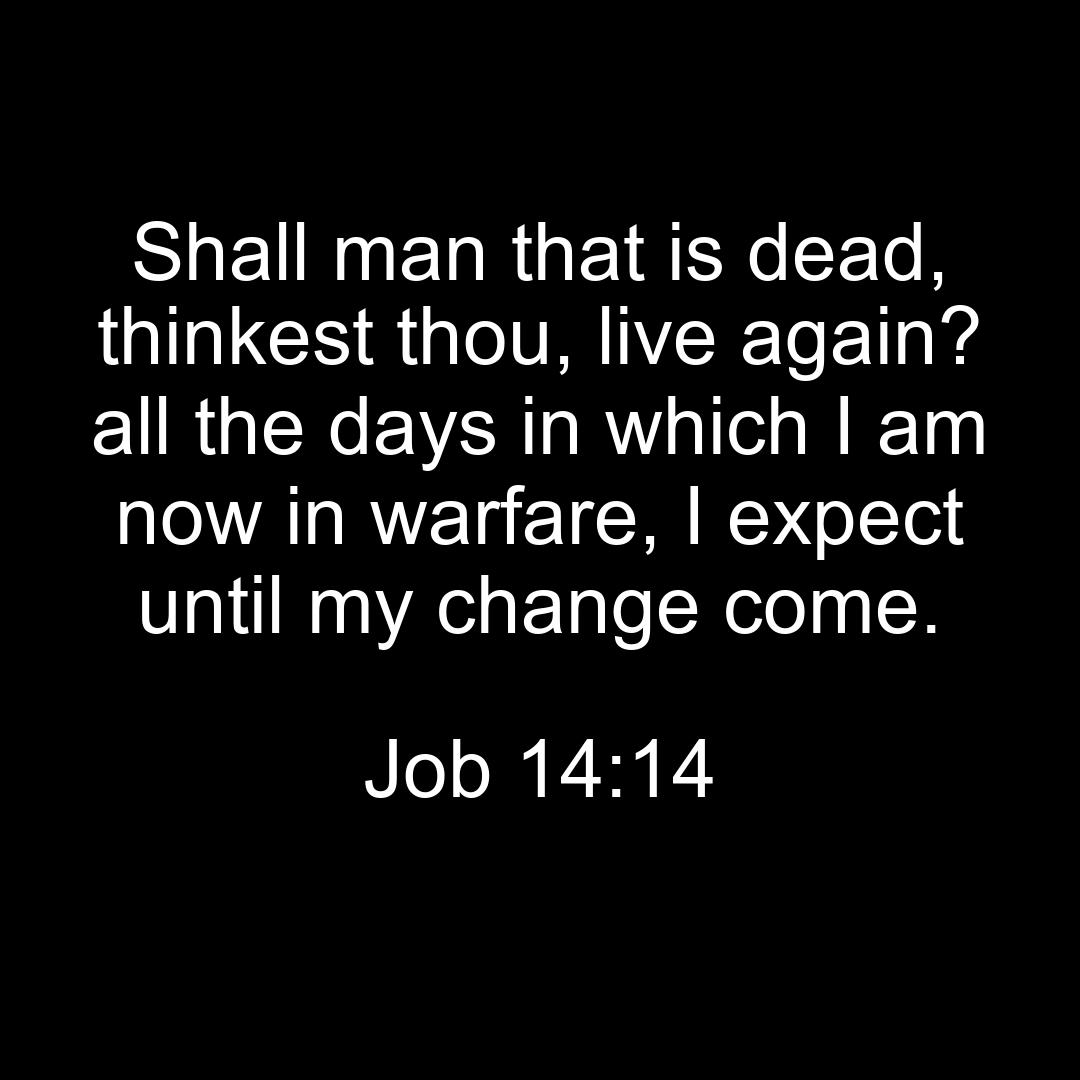 Shall man that is dead,
thinkest thou, live again?
all the days in which I am
now in warfare, I expect
until my change come.
Job 14:14